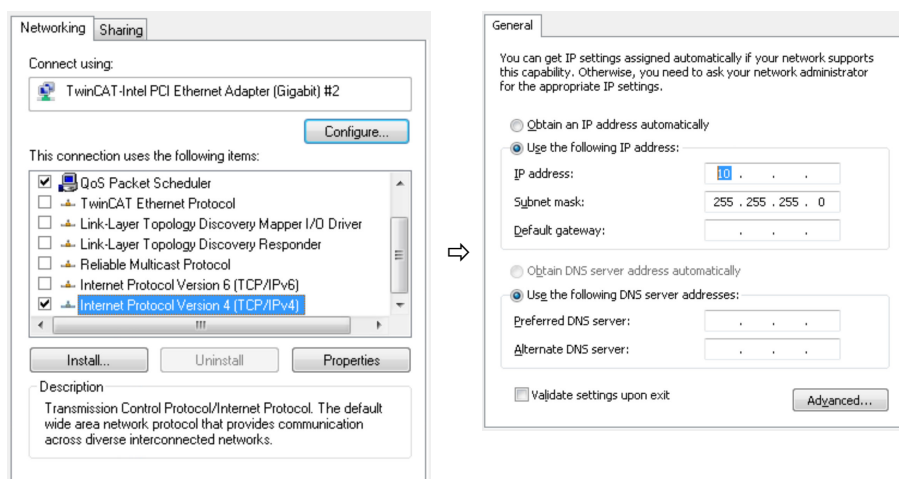 Networking
Sharing
Connect using:
TwinCAT-Intel PCI Ethernet Adapter (Gigabit) #2
Configure...
This connection uses the following items:
QoS Packet Scheduler
TwinCAT Ethernet Protocol
Link-Layer Topology Discovery Mapper I/O Driver
Link-Layer Topology Discovery Responder
Reliable Multicast Protocol
Internet Protocol Version 6 (TCP/IPv6)
Internet Protocol Version 4 (TCP/IPv4)
Install...
Uninstall
Properties
Description
Transmission Control Protocol/Internet Protocol. The default
wide area network protocol that provides communication
across diverse interconnected networks.
General
You can get IP settings assigned automatically if your network supports
this capability. Otherwise, you need to ask your network administrator
for the appropriate IP settings.
Obtain an IP address automatically
Use the following IP address:
IP address: 10 . . .
Subnet mask: 255 . 255 . 255 . 0
Default gateway: . . .
Obtain DNS server address automatically
Use the following DNS server addresses:
Preferred DNS server: . . .
Alternate DNS server: . . .
Validate settings upon exit
Advanced...